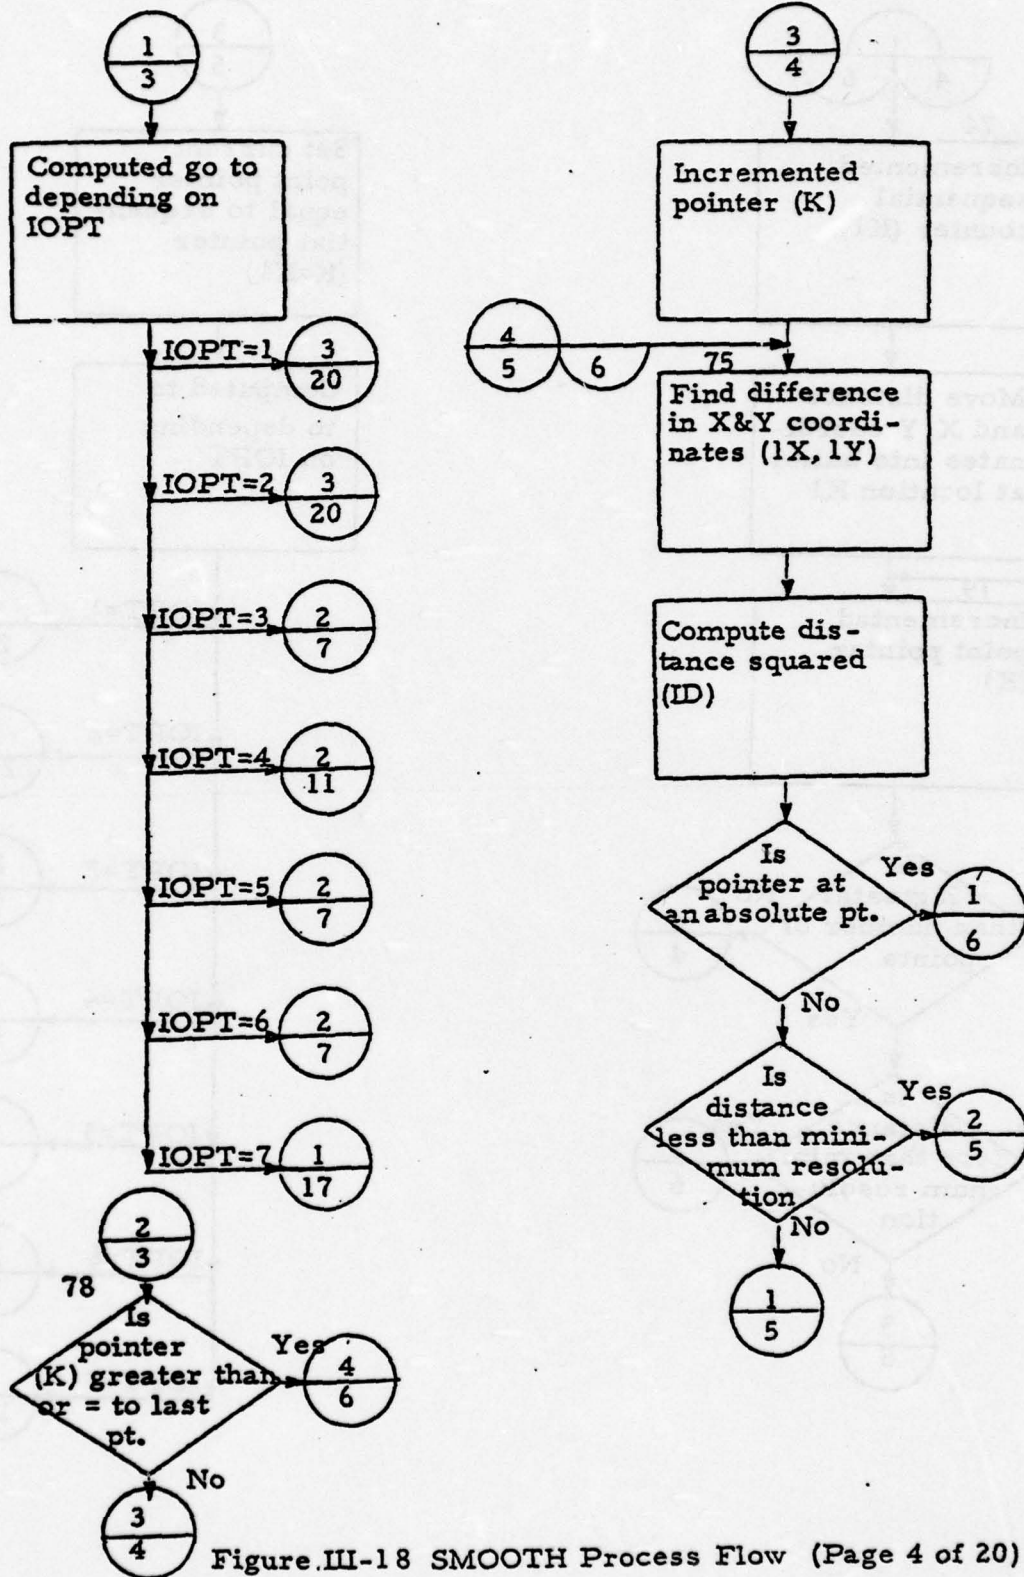 1
3
Computed go to
depending on
IOPT
IOPT=1
3
20
IOPT=2
3
20
IOPT=3
2
7
IOPT=4
2
11
IOPT=5
2
7
IOPT=6
2
7
IOPT=7
1
17
2
3
78
Is
pointer
(K) greater than
or = to last
pt.
Yes
4
6
No
3
4
3
4
Incremented
pointer (K)
4
5
6
75
Find difference
in X&Y coordi-
nates (1X, 1Y)
Compute dis-
tance squared
(ID)
Is
pointer at
an absolute pt.
Yes
1
6
No
Is
distance
less than mini-
mum resolu-
tion
Yes
2
5
No
1
5
Figure.III-18 SMOOTH Process Flow (Page 4 of 20)